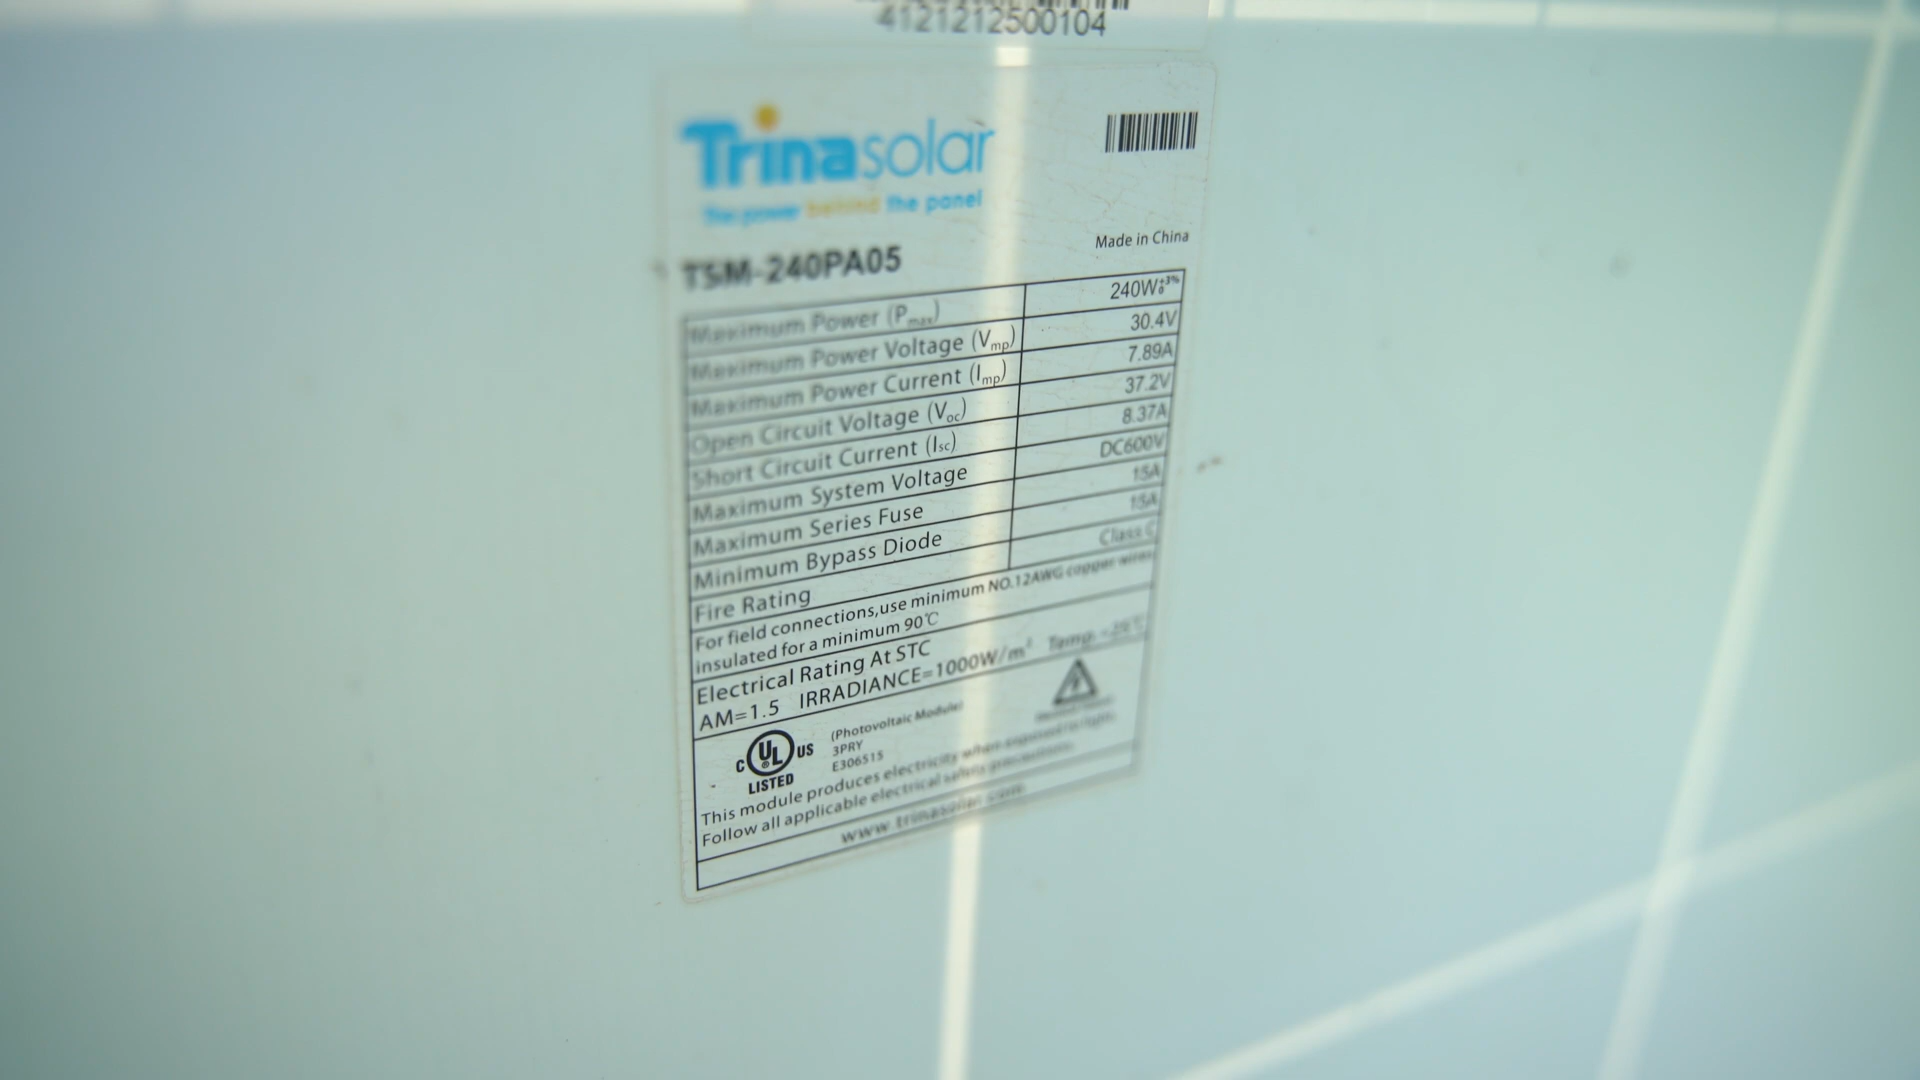 4121212500104
Trinasolar
The power behind the panel
Made in China
TSM-240PA05
Maximum Power (Pmax) 240W+3% 0
Maximum Power Voltage (Vmp) 30.4V
Maximum Power Current (Imp) 7.89A
Open Circuit Voltage (Voc) 37.2V
Short Circuit Current (Isc) 8.37A
Maximum System Voltage DC600V
Maximum Series Fuse 15A
Minimum Bypass Diode 15A
Fire Rating Class C
For field connections,use minimum NO.12AWG copper wires
insulated for a minimum 90℃
Electrical Rating At STC
AM=1.5 IRRADIANCE=1000W/m² Temp.
C UL ® US
LISTED
(Photovoltaic Module)
3PRY
E306515
This module produces electricity when exposed to light.
Follow all applicable electrical safety precautions.
www.trinasolar.com